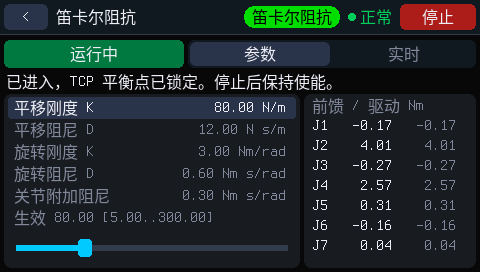 < 笛卡尔阻抗 笛卡尔阻抗 正常 停止
运行中 参数 实时
已进入，TCP 平衡点已锁定。停止后保持使能。
平移刚度 K 80.00 N/m
平移阻尼 D 12.00 N s/m
旋转刚度 K 3.00 Nm/rad
旋转阻尼 D 0.60 Nm s/rad
关节附加阻尼 0.30 Nm s/rad
生效 80.00 [5.00..300.00]
前馈 / 驱动 Nm
J1 -0.17 -0.17
J2 4.01 4.01
J3 -0.27 -0.27
J4 2.57 2.57
J5 0.31 0.31
J6 -0.16 -0.16
J7 0.04 0.04